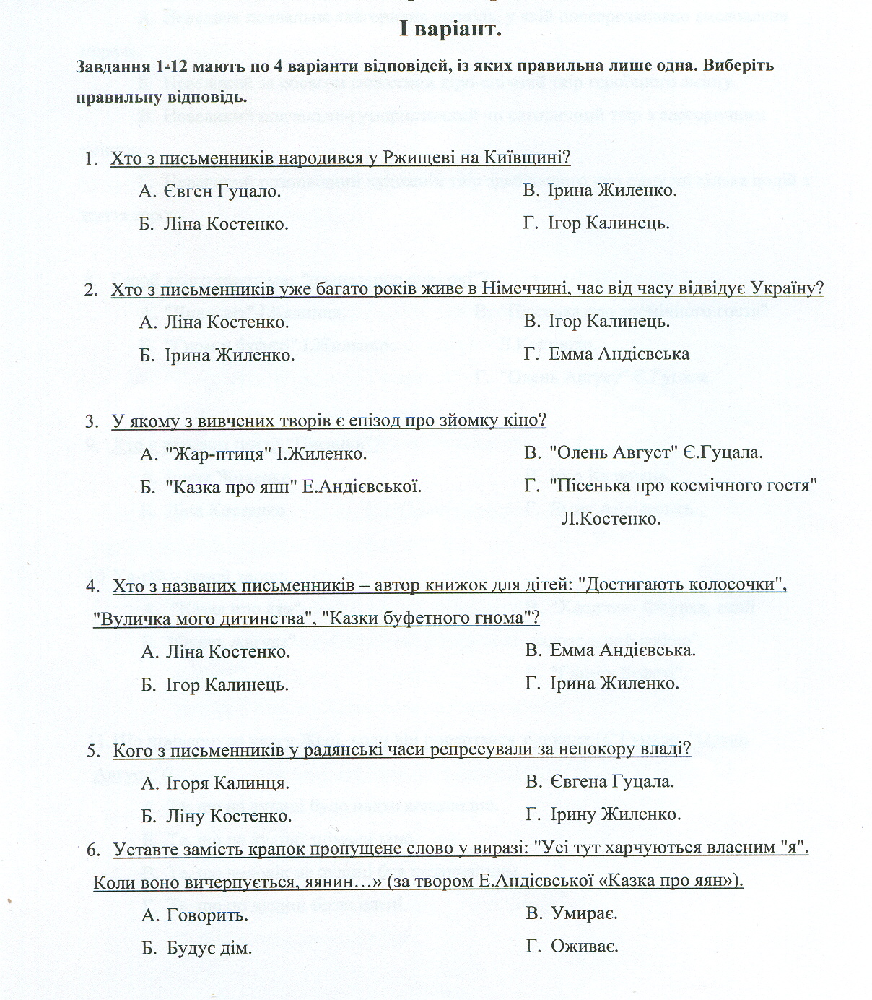 І варіант.
Завдання 1-12 мають по 4 варіанти відповідей, із яких правильна лише одна. Виберіть
правильну відповідь.
1. Хто з письменників народився у Ржищеві на Київщині?
А. Євген Гуцало.
В. Ірина Жиленко.
Б. Ліна Костенко.
Г. Ігор Калинець.
2. Хто з письменників уже багато років живе в Німеччині, час від часу відвідує Україну?
А. Ліна Костенко.
В. Ігор Калинець.
Б. Ірина Жиленко.
Г. Емма Андієвська
3. У якому з вивчених творів є епізод про зйомку кіно?
А. "Жар-птиця" І.Жиленко.
В. "Олень Август" Є.Гуцала.
Б. "Казка про янн" Е.Андієвської.
Г. "Пісенька про космічного гостя"
Л.Костенко.
4. Хто з названих письменників – автор книжок для дітей: "Достигають колосочки",
"Вуличка мого дитинства", "Казки буфетного гнома"?
А. Ліна Костенко.
В. Емма Андієвська.
Б. Ігор Калинець.
Г. Ірина Жиленко.
5. Кого з письменників у радянські часи репресували за непокору владі?
А. Ігоря Калинця.
В. Євгена Гуцала.
Б. Ліну Костенко.
Г. Ірину Жиленко.
6. Уставте замість крапок пропущене слово у виразі: "Усі тут харчуються власним "я".
Коли воно вичерпується, яянин…» (за твором Е.Андієвської «Казка про яян»).
А. Говорить.
В. Умирає.
Б. Будує дім.
Г. Оживає.